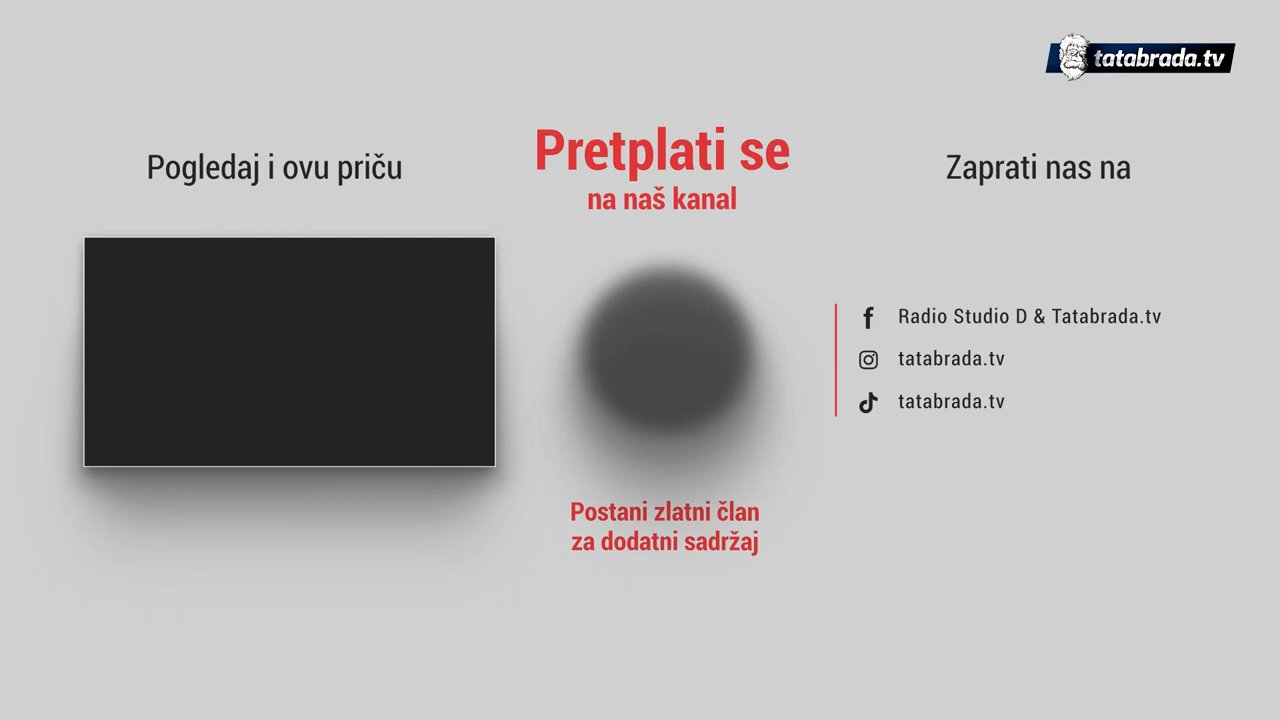 tatabrada.tv
Pogledaj i ovu priču
Pretplati se
na naš kanal
Postani zlatni član
za dodatni sadržaj
Zaprati nas na
Radio Studio D & Tatabrada.tv
tatabrada.tv
tatabrada.tv